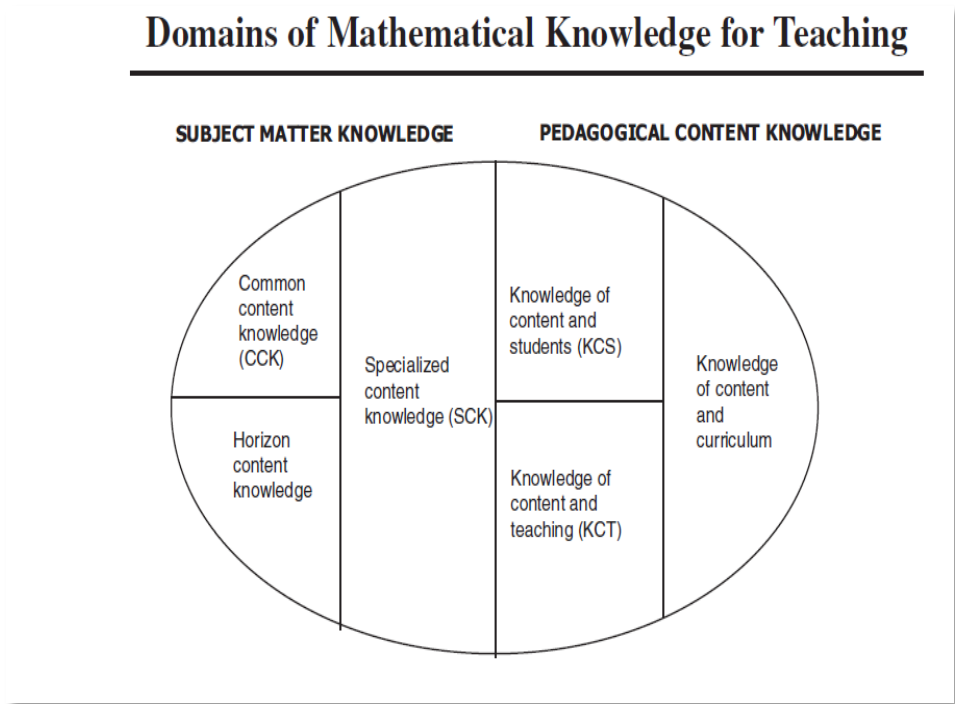 Domains of Mathematical Knowledge for Teaching
SUBJECT MATTER KNOWLEDGE
PEDAGOGICAL CONTENT KNOWLEDGE
Common
content
knowledge
(CCK)
Horizon
content
knowledge
Specialized
content
knowledge (SCK)
Knowledge of
content and
students (KCS)
Knowledge of
content and
teaching (KCT)
Knowledge
of content
and
curriculum